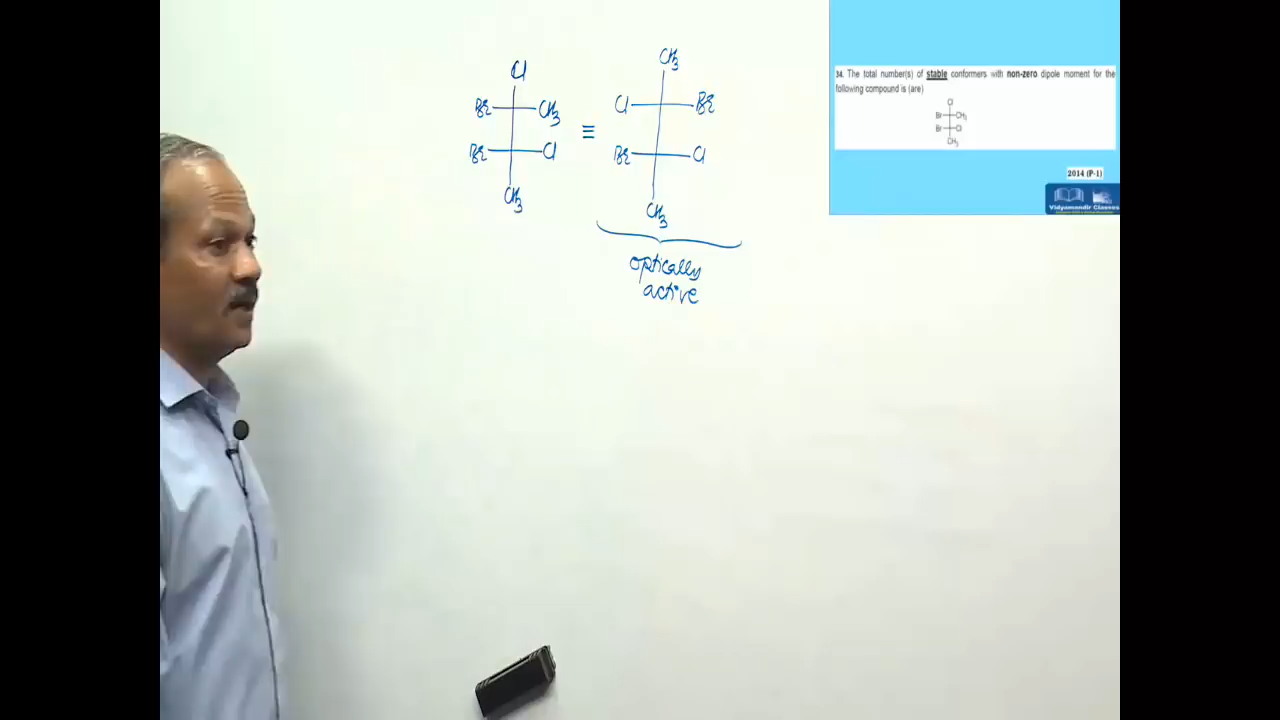 Cl
Br CH3
Br Cl
CH3
≡
CH3
Cl Br
Br Cl
CH3
optically
active
34. The total number(s) of stable conformers with non-zero dipole moment for the
following compound is (are)
Cl
Br CH3
Br Cl
CH3
2014 (P-1)
Vidyamandir Classes